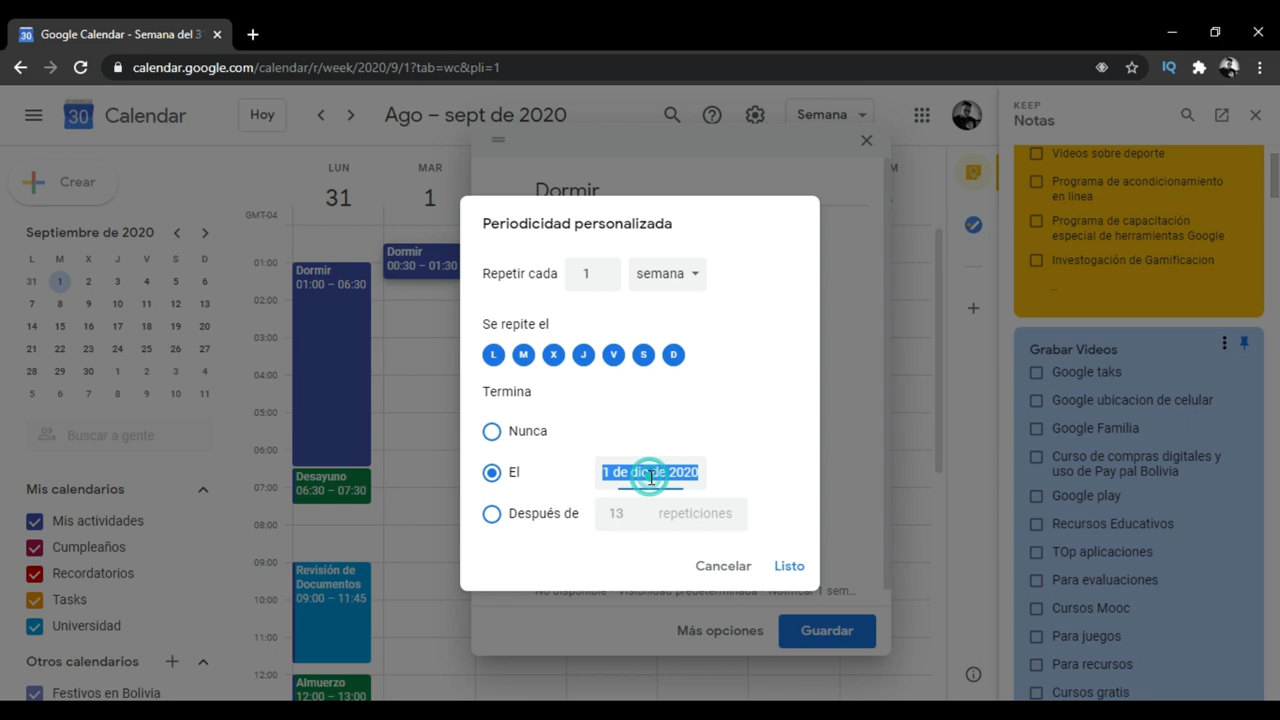 Google Calendar - Semana del 3
calendar.google.com/calendar/r/week/2020/9/1?tab=wc&pli=1
30
Calendar
Hoy
Ago – sept de 2020
Semana
KEEP
Notas
Crear
Septiembre de 2020
L M X J V S D
31 1 2 3 4 5 6
7 8 9 10 11 12 13
14 15 16 17 18 19 20
21 22 23 24 25 26 27
28 29 30 1 2 3 4
5 6 7 8 9 10 11
Buscar a gente
Mis calendarios
Mis actividades
Cumpleaños
Recordatorios
Tasks
Universidad
Otros calendarios
Festivos en Bolivia
LUN
31
MAR
1
M
GMT-04
01:00
02:00
03:00
04:00
05:00
06:00
07:00
08:00
09:00
10:00
11:00
12:00
Dormir
01:00 – 06:30
Dormir
00:30 – 01:30
Desayuno
06:30 – 07:30
Revisión de
Documentos
09:00 – 11:45
Almuerzo
12:00 – 13:00
Dormir
Periodicidad personalizada
Repetir cada 1 semana
Se repite el
L M X J V S D
Termina
Nunca
El 1 de dic de 2020
Después de 13 repeticiones
Cancelar Listo
No disponible · Visibilidad predeterminada · Notificar 1 sem...
Más opciones Guardar
Videos sobre deporte
Programa de acondicionamiento
en linea
Programa de capacitación
especial de herramientas Google
Investogación de Gamificacion
...
Grabar Videos
Google taks
Google ubicacion de celular
Google Familia
Curso de compras digitales y
uso de Pay pal Bolivia
Google play
Recursos Educativos
TOp aplicaciones
Para evaluaciones
Cursos Mooc
Para juegos
Para recursos
Cursos gratis